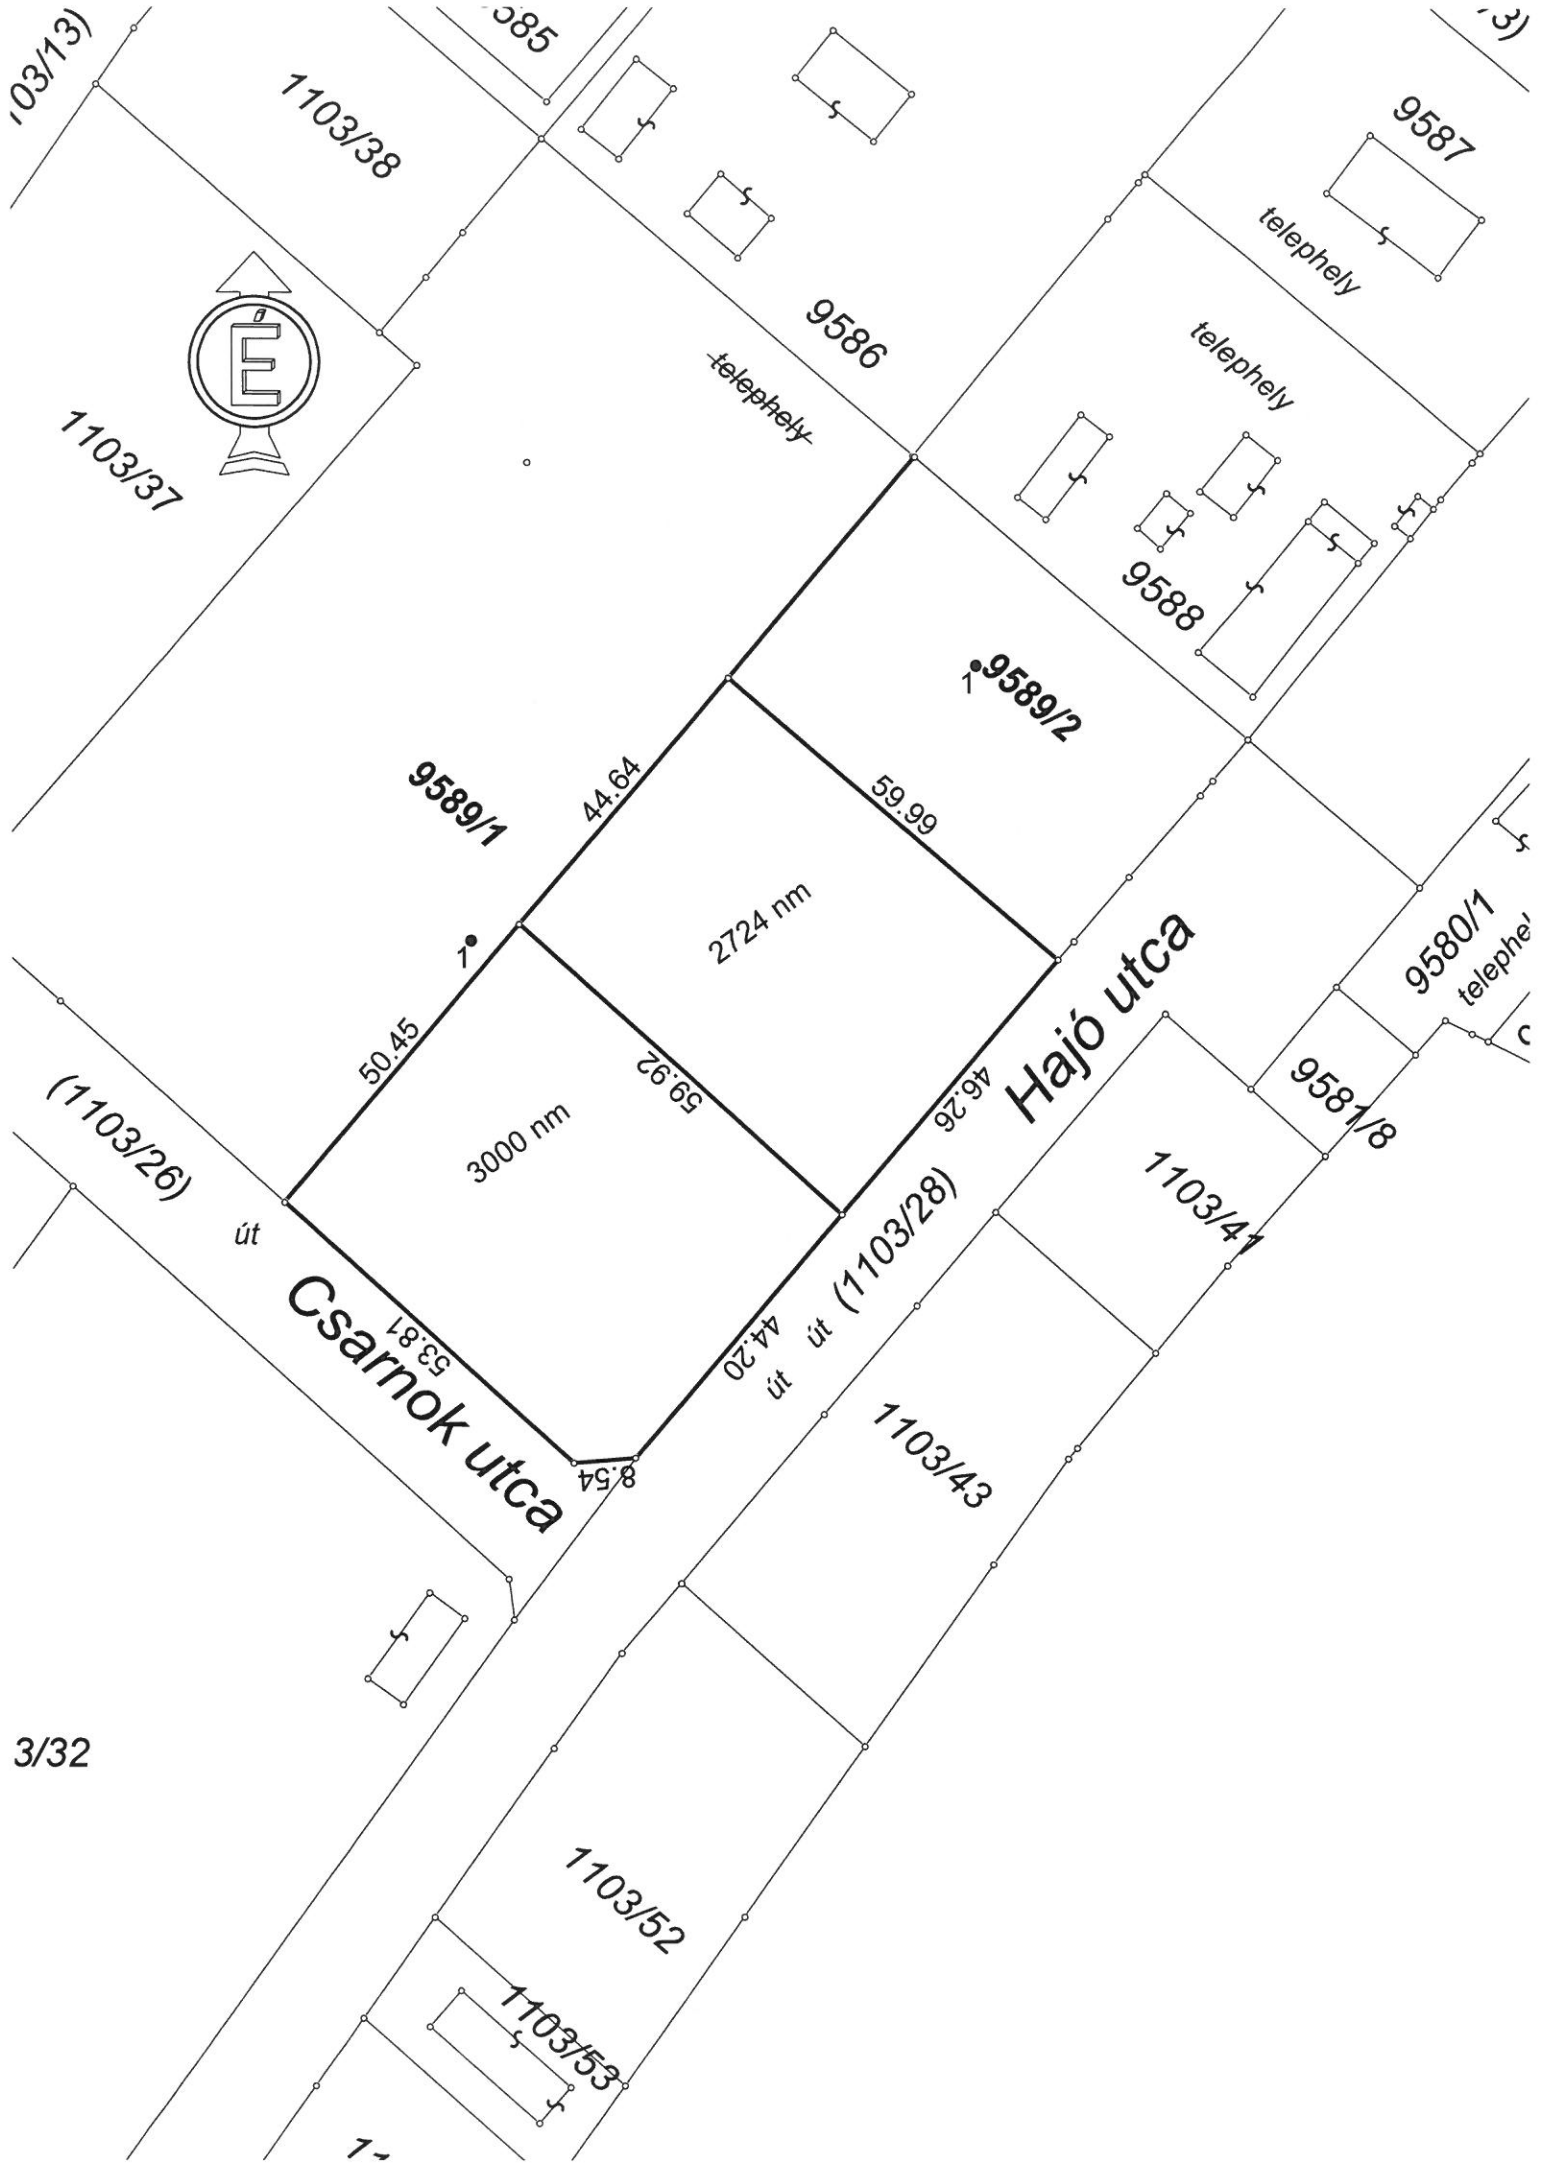 585
1103/38
9587
telephely
telephely
É
9586
telephely
1103/37
9588
1
9589/2
9589/1
44.64
59.99
2724 nm
1
9580/1
50.45
59.92
46.26
Hajó utca
(1103/26)
3000 nm
9581/8
út
1103/41
(1103/28)
út
út
53.81
44.20
Csarnok utca
8.54
1103/43
3/32
1103/52
1103/53